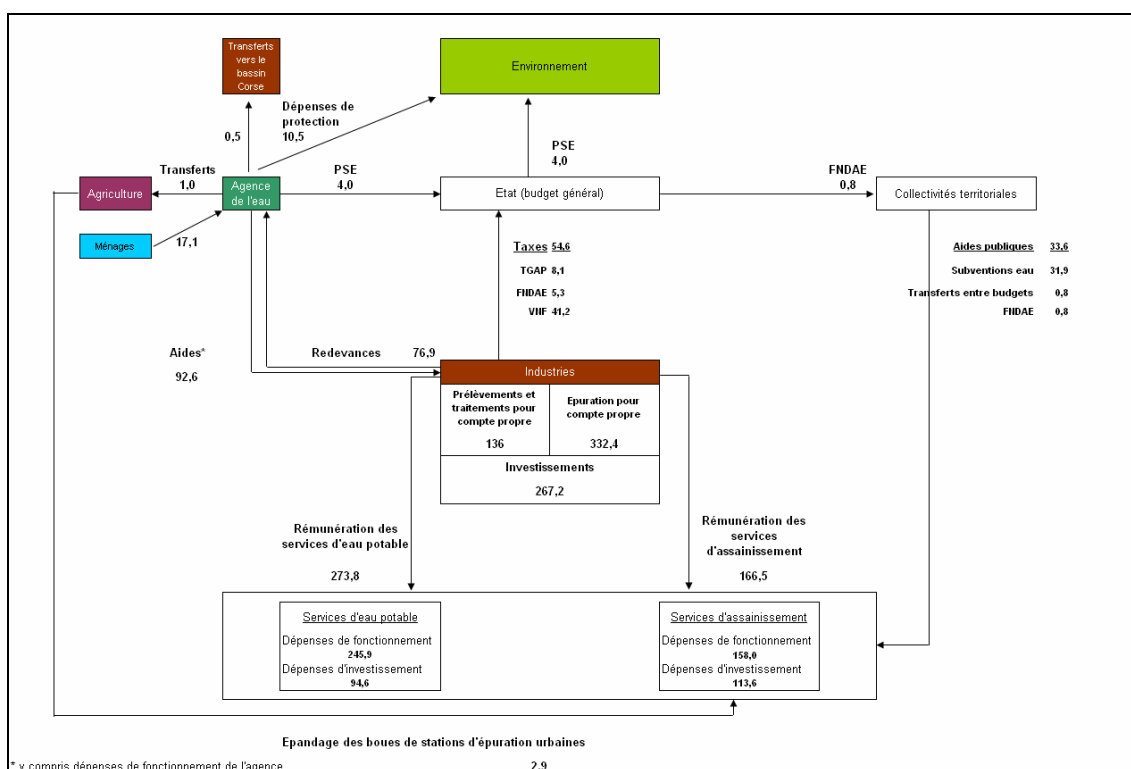 Transferts
vers le
bassin
Corse
Environnement
Dépenses de
protection
10,5
0,5
PSE
4,0
Transferts
1,0
PSE
4,0
FNDAE
0,8
Agriculture
Agence
de l'eau
Etat (budget général)
Collectivités territoriales
Ménages
17,1
Taxes 54,6
TGAP 8,1
FNDAE 5,3
VNF 41,2
Aides publiques 33,6
Subventions eau 31,9
Transferts entre budgets 0,8
FNDAE 0,8
Aides*
92,6
Redevances 76,9
Industries
Prélèvements et
traitements pour
compte propre
136
Epuration pour
compte propre
332,4
Investissements
267,2
Rémunération des
services d'eau potable
273,8
Rémunération des
services
d'assainissement
166,5
Services d'eau potable
Dépenses de fonctionnement
245,9
Dépenses d'investissement
94,6
Services d'assainissement
Dépenses de fonctionnement
158,0
Dépenses d'investissement
113,6
Epandage des boues de stations d'épuration urbaines
2,9
* y compris dépenses de fonctionnement de l'agence